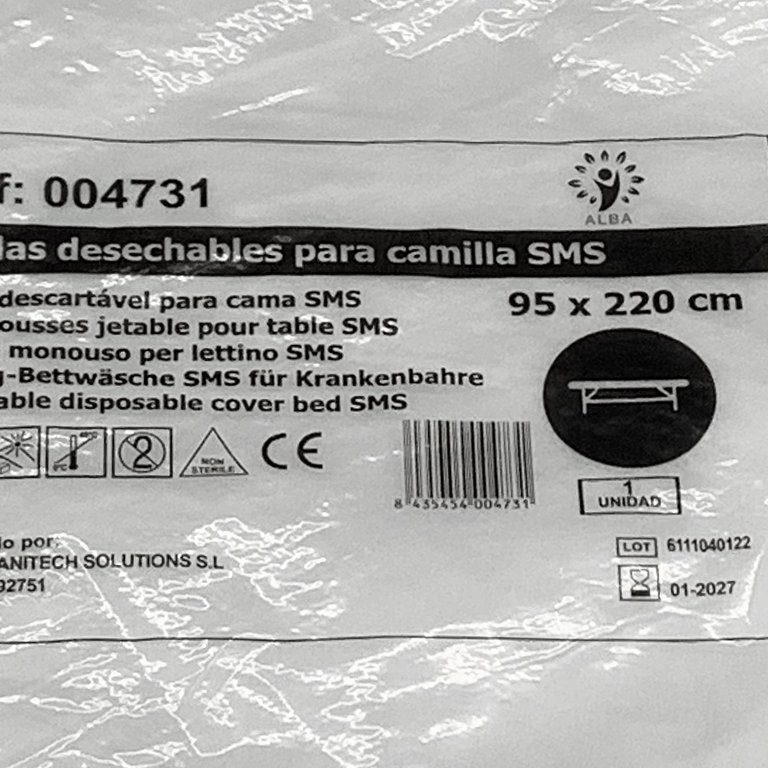 f: 004731
ALBA
las desechables para camilla SMS
descartável para cama SMS
95 x 220 cm
ousses jetable pour table SMS
monouso per lettino SMS
g-Bettwäsche SMS für Krankenbahre
able disposable cover bed SMS
2
NON
STERILE
CE
8 435454 004731
1
UNIDAD
lo por:
ANITECH SOLUTIONS S.L
92751
LOT 6111040122
01-2027